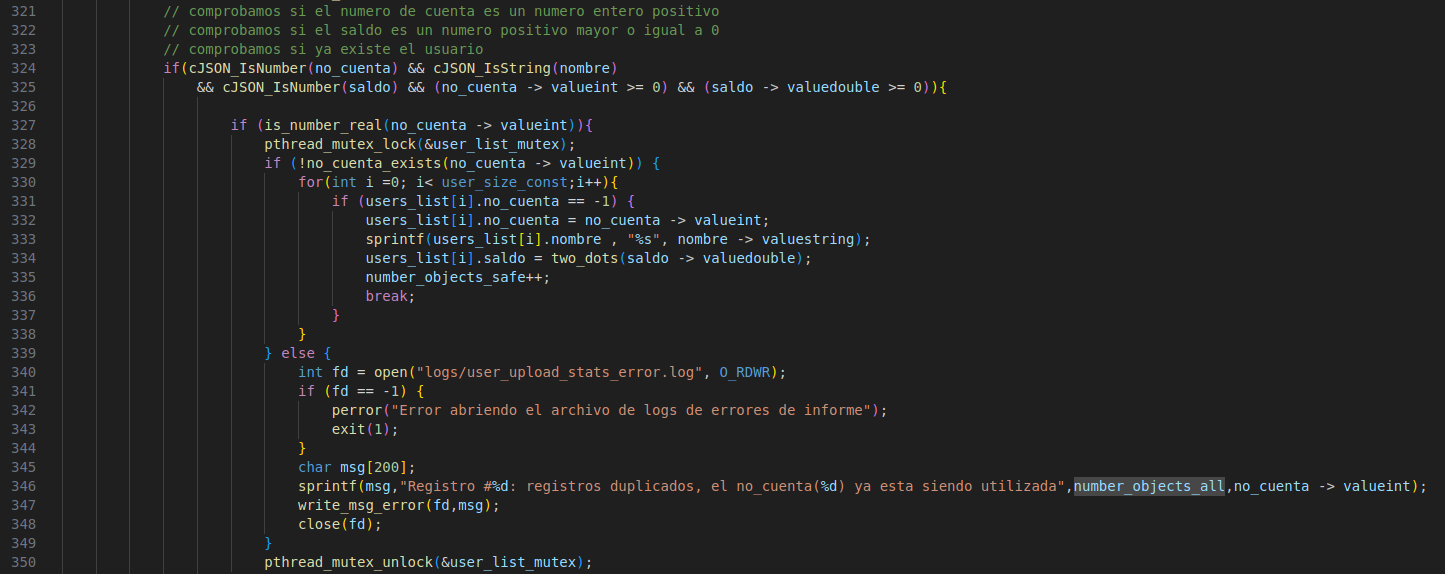 321 // comprobamos si el numero de cuenta es un numero entero positivo
322 // comprobamos si el saldo es un numero positivo mayor o igual a 0
323 // comprobamos si ya existe el usuario
324 if(cJSON_IsNumber(no_cuenta) && cJSON_IsString(nombre)
325 && cJSON_IsNumber(saldo) && (no_cuenta -> valueint >= 0) && (saldo -> valuedouble >= 0)){
326
327 if (is_number_real(no_cuenta -> valueint)){
328 pthread_mutex_lock(&user_list_mutex);
329 if (!no_cuenta_exists(no_cuenta -> valueint)) {
330 for(int i =0; i< user_size_const;i++){
331 if (users_list[i].no_cuenta == -1) {
332 users_list[i].no_cuenta = no_cuenta -> valueint;
333 sprintf(users_list[i].nombre , "%s", nombre -> valuestring);
334 users_list[i].saldo = two_dots(saldo -> valuedouble);
335 number_objects_safe++;
336 break;
337 }
338 }
339 } else {
340 int fd = open("logs/user_upload_stats_error.log", O_RDWR);
341 if (fd == -1) {
342 perror("Error abriendo el archivo de logs de errores de informe");
343 exit(1);
344 }
345 char msg[200];
346 sprintf(msg,"Registro #%d: registros duplicados, el no_cuenta(%d) ya esta siendo utilizada",number_objects_all,no_cuenta -> valueint);
347 write_msg_error(fd,msg);
348 close(fd);
349 }
350 pthread_mutex_unlock(&user_list_mutex);